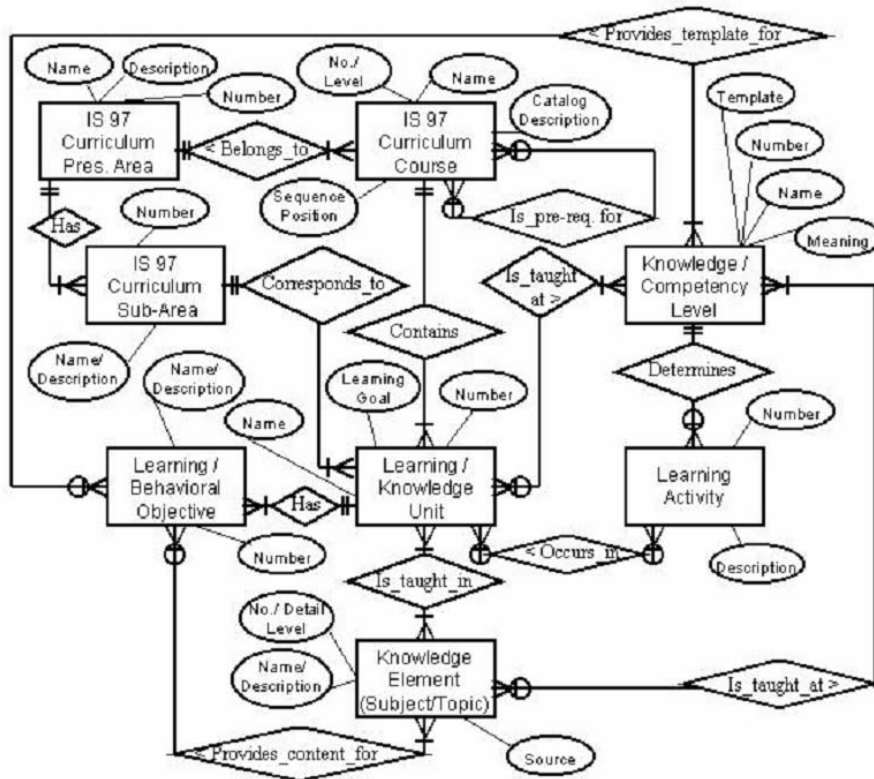 < Provides_template_for
Name
Description
Number
No./
Level
Name
Catalog
Description
Template
Number
Name
Meaning
IS 97
Curriculum
Pres. Area
< Belongs_to
IS 97
Curriculum
Course
Sequence
Position
Is_pre-req. for
Has
Number
IS 97
Curriculum
Sub-Area
Corresponds_to
Is_taught
at >
Knowledge /
Competency
Level
Name/
Description
Contains
Determines
Name/
Description
Name
Learning
Goal
Number
Number
Learning /
Behavioral
Objective
Has
Learning /
Knowledge
Unit
Learning
Activity
Number
< Occurs_in
Description
Is_taught_in
No./ Detail
Level
Name/
Description
Knowledge
Element
(Subject/Topic)
Is_taught_at >
< Provides_content_for
Source